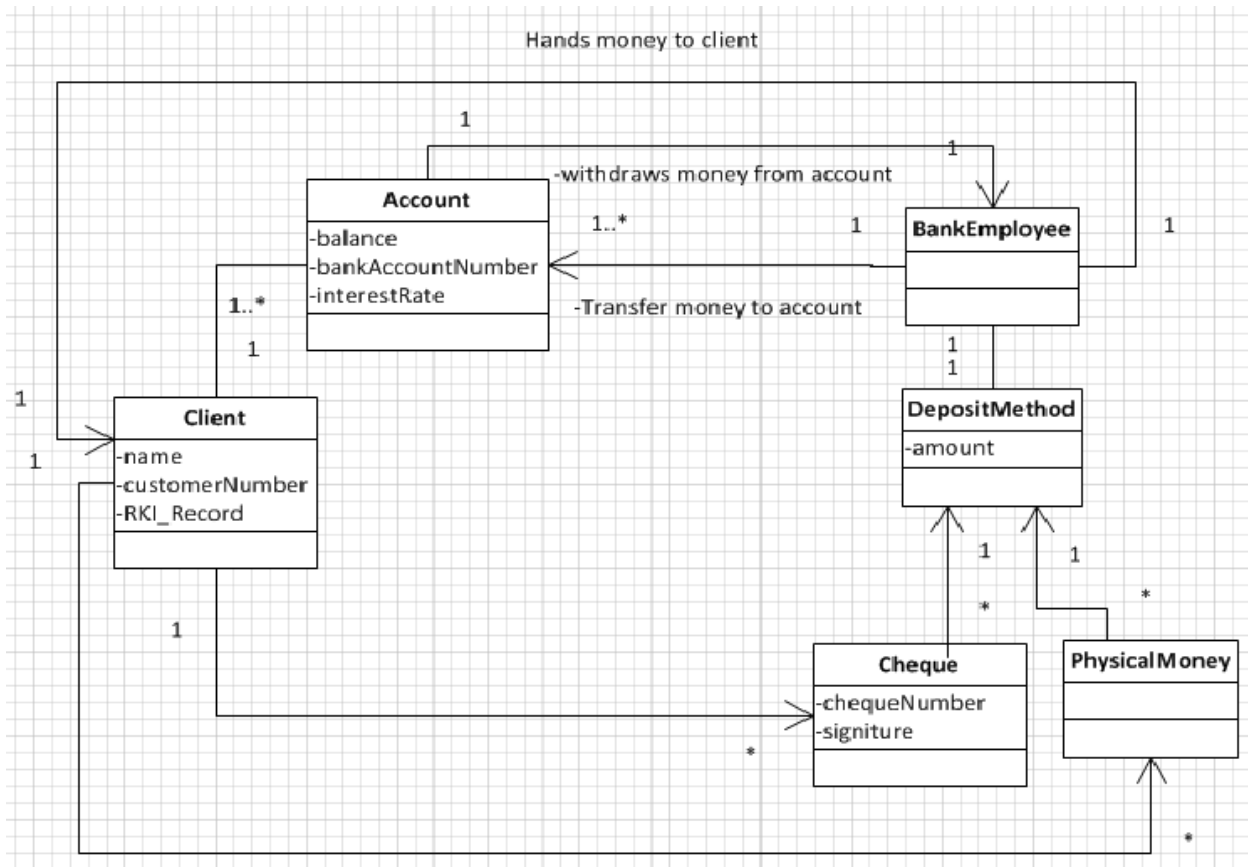 Hands money to client
1
1
-withdraws money from account
Account
-balance
-bankAccountNumber
-interestRate
1..*
1
1
BankEmployee
-Transfer money to account
1..*
1
1
1
1
1
Client
-name
-customerNumber
-RKI_Record
DepositMethod
-amount
1
1
*
*
1
Cheque
-chequeNumber
-signiture
PhysicalMoney
*
*